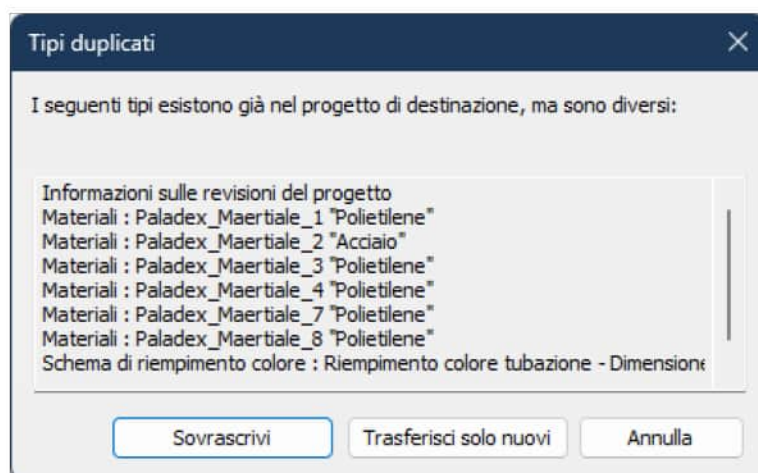 Tipi duplicati
I seguenti tipi esistono già nel progetto di destinazione, ma sono diversi:
Informazioni sulle revisioni del progetto
Materiali : Paladex_Maertiale_1 "Polietilene"
Materiali : Paladex_Maertiale_2 "Acciaio"
Materiali : Paladex_Maertiale_3 "Polietilene"
Materiali : Paladex_Maertiale_4 "Polietilene"
Materiali : Paladex_Maertiale_7 "Polietilene"
Materiali : Paladex_Maertiale_8 "Polietilene"
Schema di riempimento colore : Riempimento colore tubazione - Dimensione
Sovrascrivi Trasferisci solo nuovi Annulla